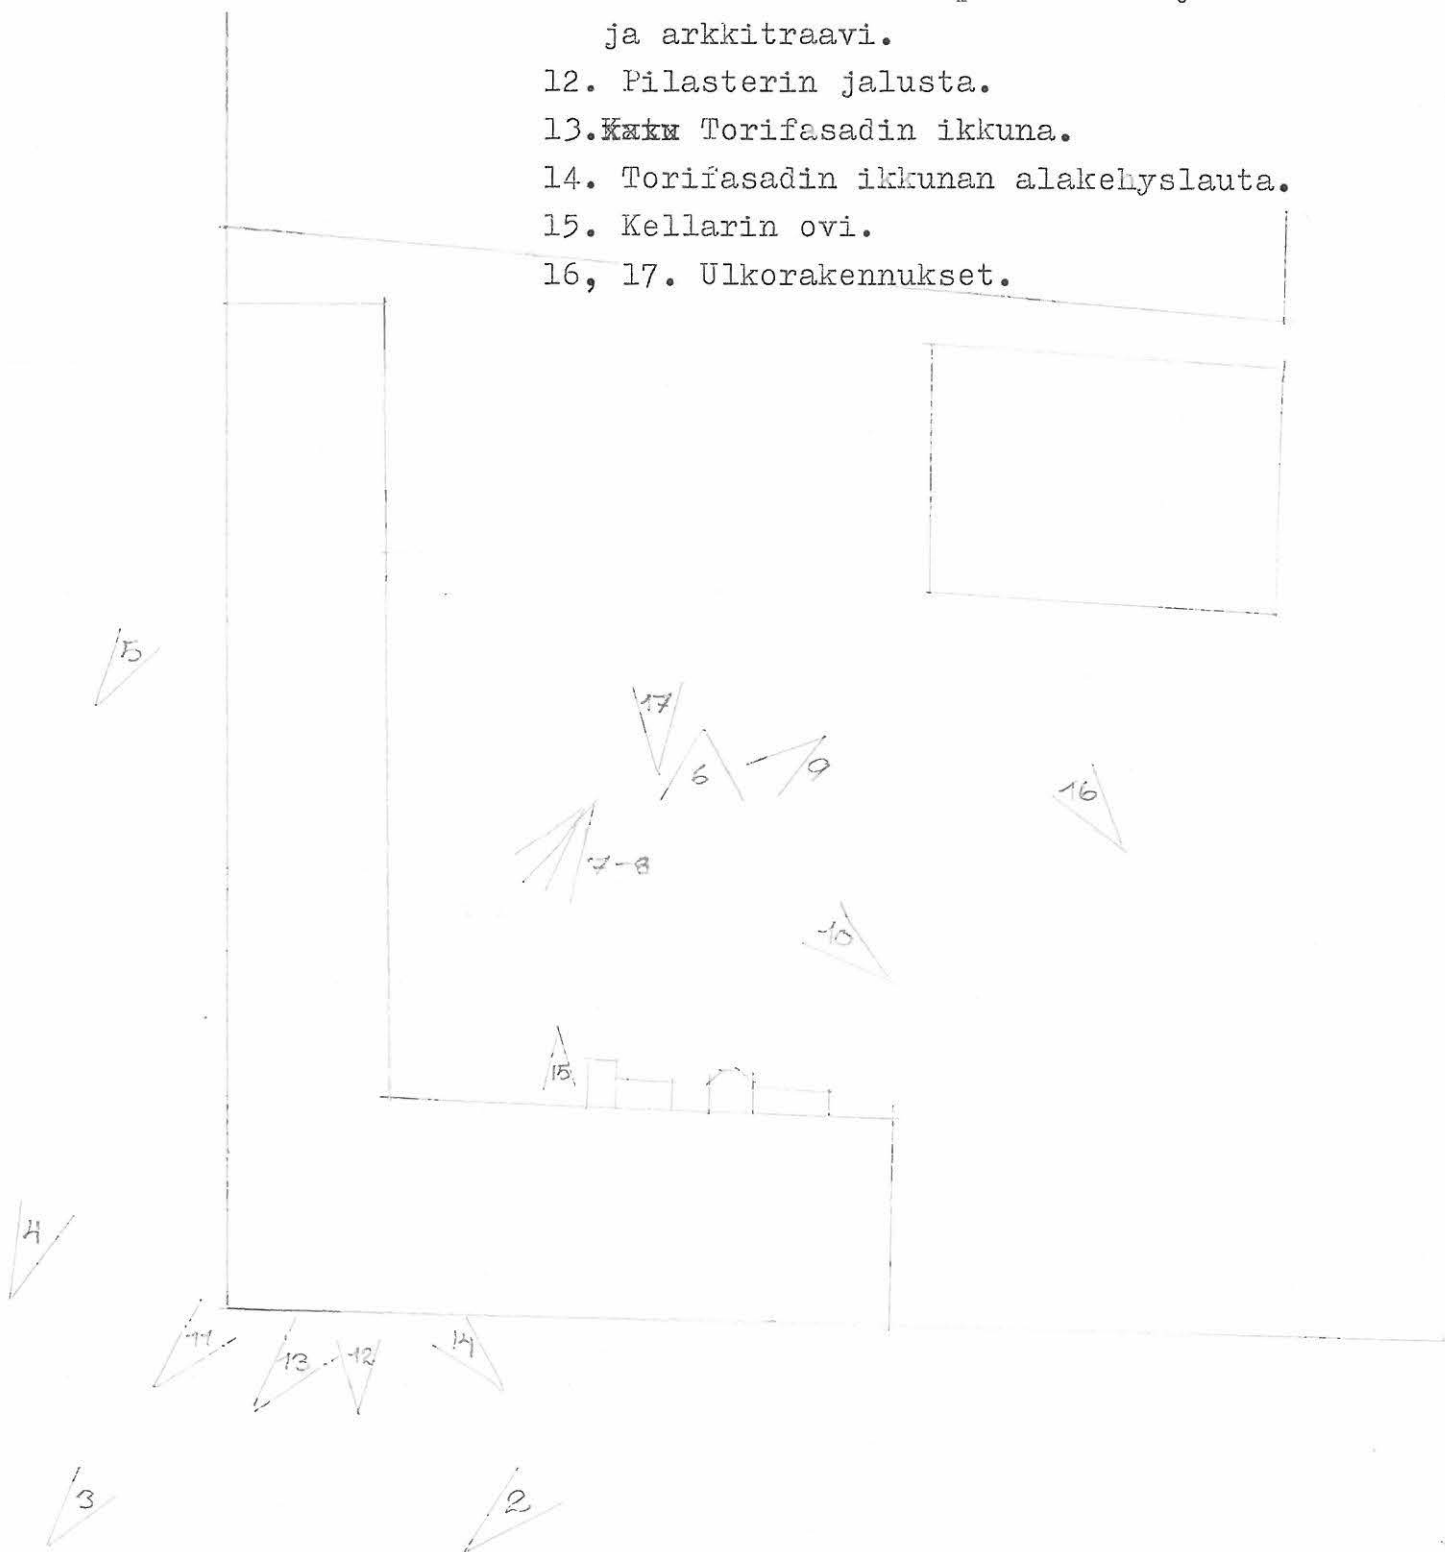 ja arkkitraavi.
12. Pilasterin jalusta.
13. Torifasadin ikkuna.
14. Torifasadin ikkunan alakehyslauta.
15. Kellarin ovi.
16, 17. Ulkorakennukset.
5
17
6
9
16
7-8
10
15
4
11
13
12
14
3
2